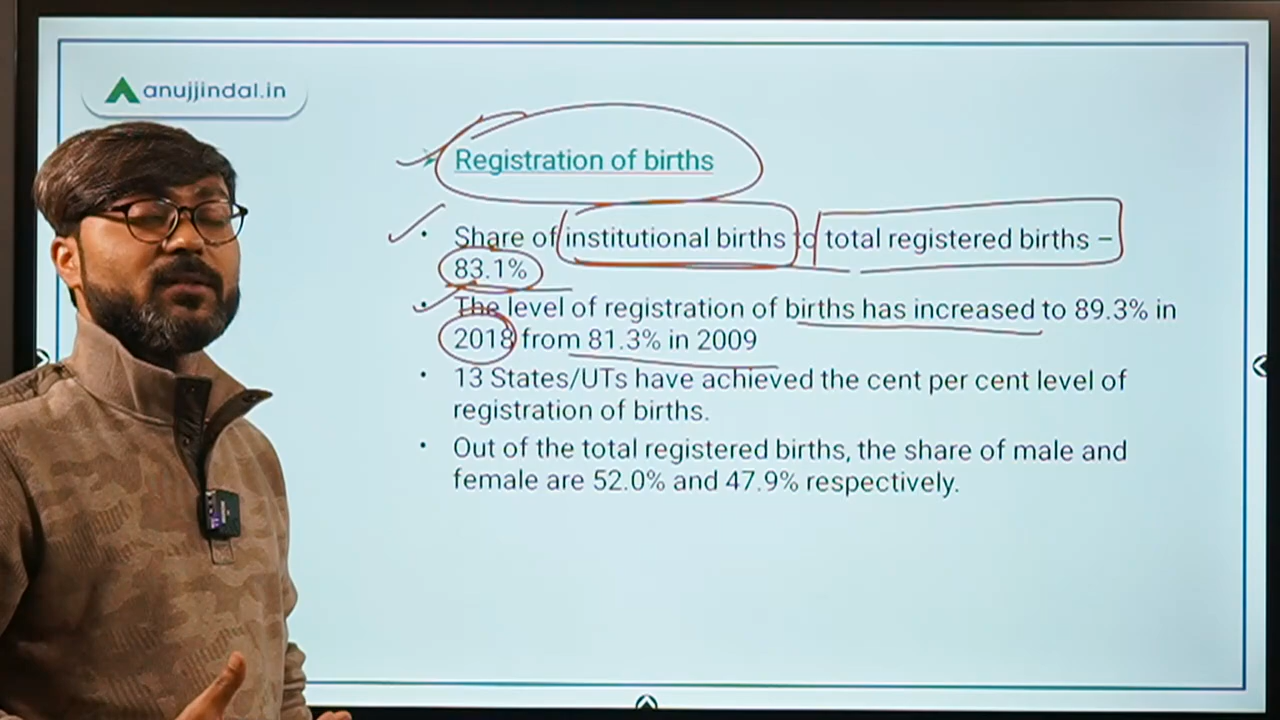 anujjindal.in
Registration of births
• Share of institutional births to total registered births –
83.1%
• The level of registration of births has increased to 89.3% in
2018 from 81.3% in 2009
• 13 States/UTs have achieved the cent per cent level of
registration of births.
• Out of the total registered births, the share of male and
female are 52.0% and 47.9% respectively.